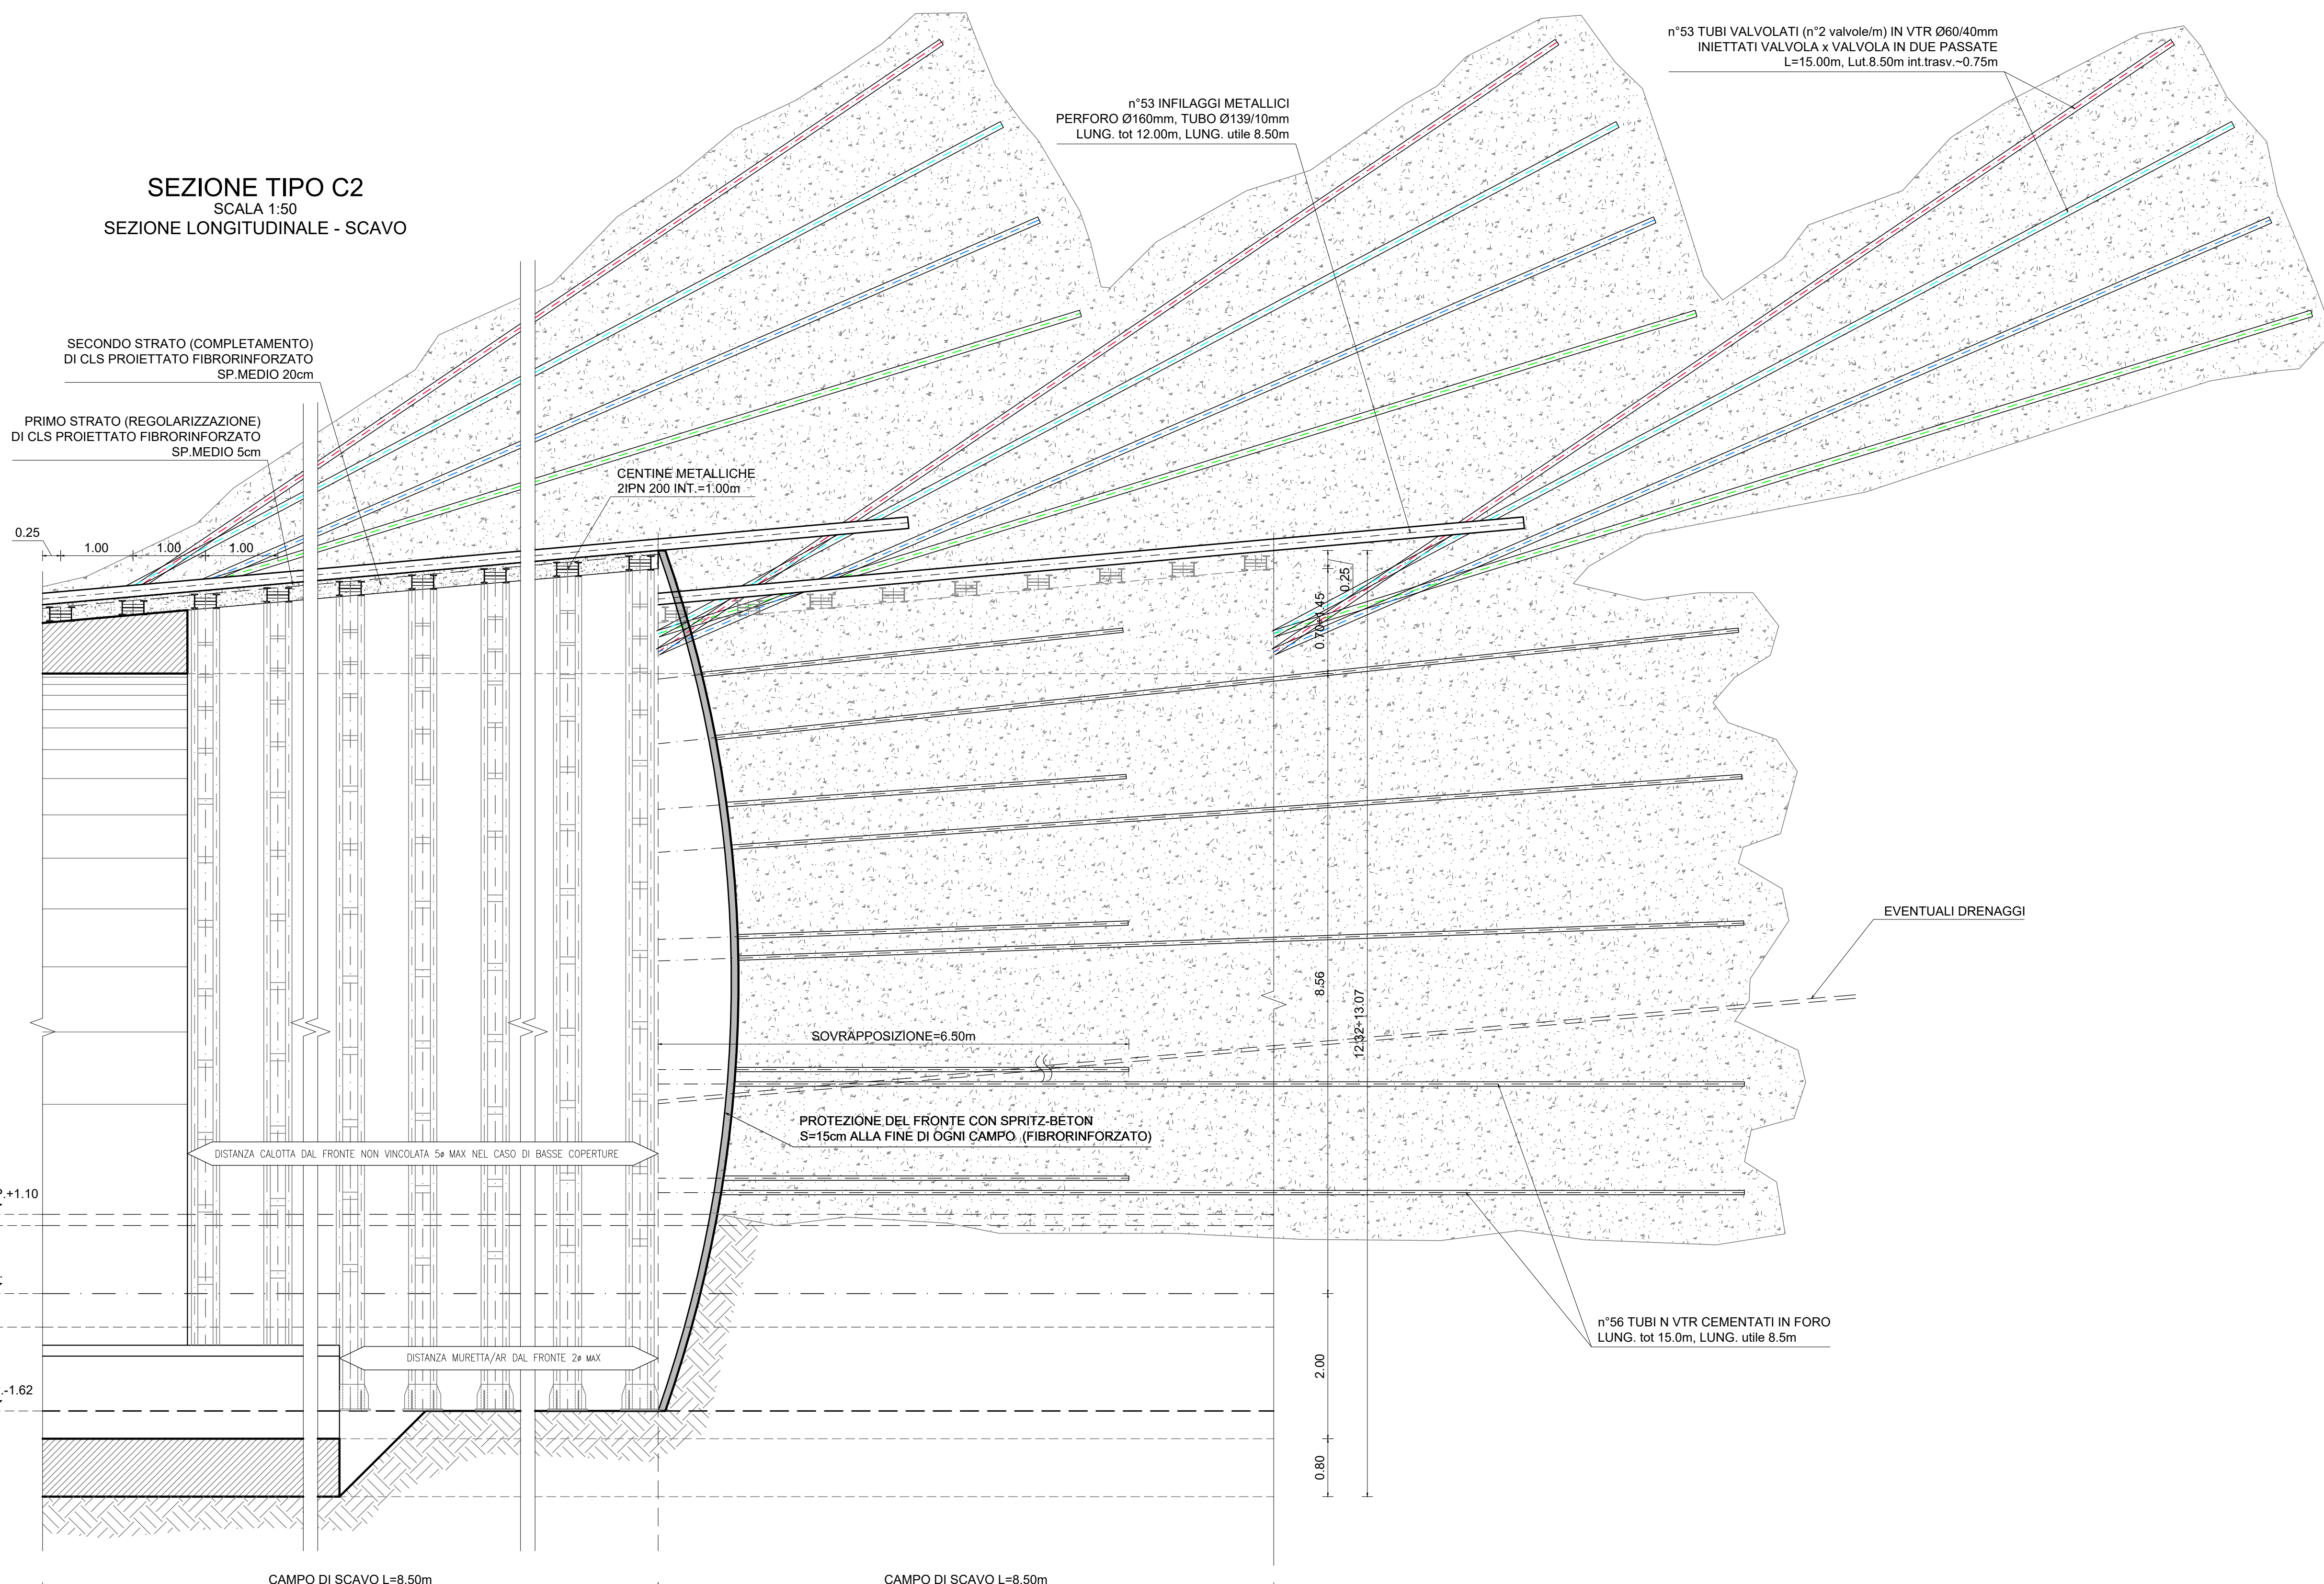 n°53 TUBI VALVOLATI (n°2 valvole/m) IN VTR Ø60/40mm
INIETTATI VALVOLA x VALVOLA IN DUE PASSATE
L=15.00m, Lut.8.50m int.trasv.~0.75m
n°53 INFILAGGI METALLICI
PERFORO Ø160mm, TUBO Ø139/10mm
LUNG. tot 12.00m, LUNG. utile 8.50m
SEZIONE TIPO C2
SCALA 1:50
SEZIONE LONGITUDINALE - SCAVO
SECONDO STRATO (COMPLETAMENTO)
DI CLS PROIETTATO FIBRORINFORZATO
SP.MEDIO 20cm
PRIMO STRATO (REGOLARIZZAZIONE)
DI CLS PROIETTATO FIBRORINFORZATO
SP.MEDIO 5cm
CENTINE METALLICHE
2IPN 200 INT.=1.00m
0.25
1.00
1.00
1.00
0.25
0.70÷1.45
EVENTUALI DRENAGGI
8.56
12.32÷13.07
SOVRAPPOSIZIONE=6.50m
PROTEZIONE DEL FRONTE CON SPRITZ-BETON
S=15cm ALLA FINE DI OGNI CAMPO (FIBRORINFORZATO)
DISTANZA CALOTTA DAL FRONTE NON VINCOLATA 5ø MAX NEL CASO DI BASSE COPERTURE
.+1.10
n°56 TUBI N VTR CEMENTATI IN FORO
LUNG. tot 15.0m, LUNG. utile 8.5m
DISTANZA MURETTA/AR DAL FRONTE 2ø MAX
2.00
.-1.62
0.80
CAMPO DI SCAVO L=8.50m
CAMPO DI SCAVO L=8.50m